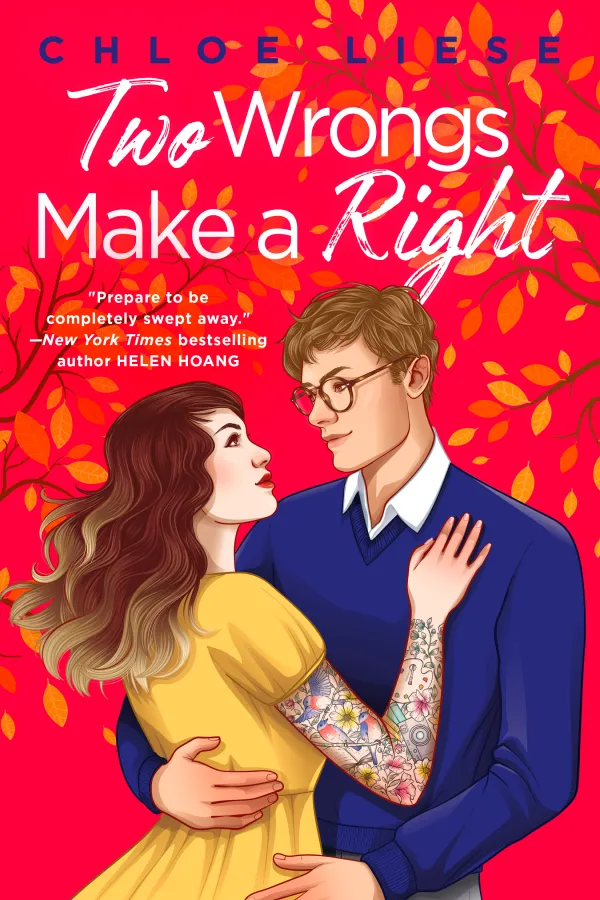 CHLOE LIESE
Two Wrongs
Make a Right
"Prepare to be
completely swept away."
—New York Times bestselling
author HELEN HOANG